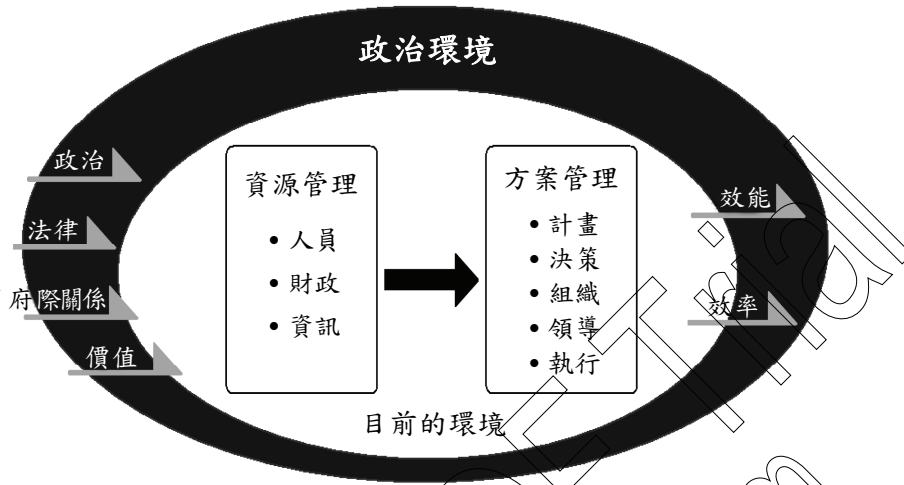 政治環境
政治
法律
府際關係
價值
資源管理
• 人員
• 財政
• 資訊
方案管理
• 計畫
• 決策
• 組織
• 領導
• 執行
效能
效率
目前的環境